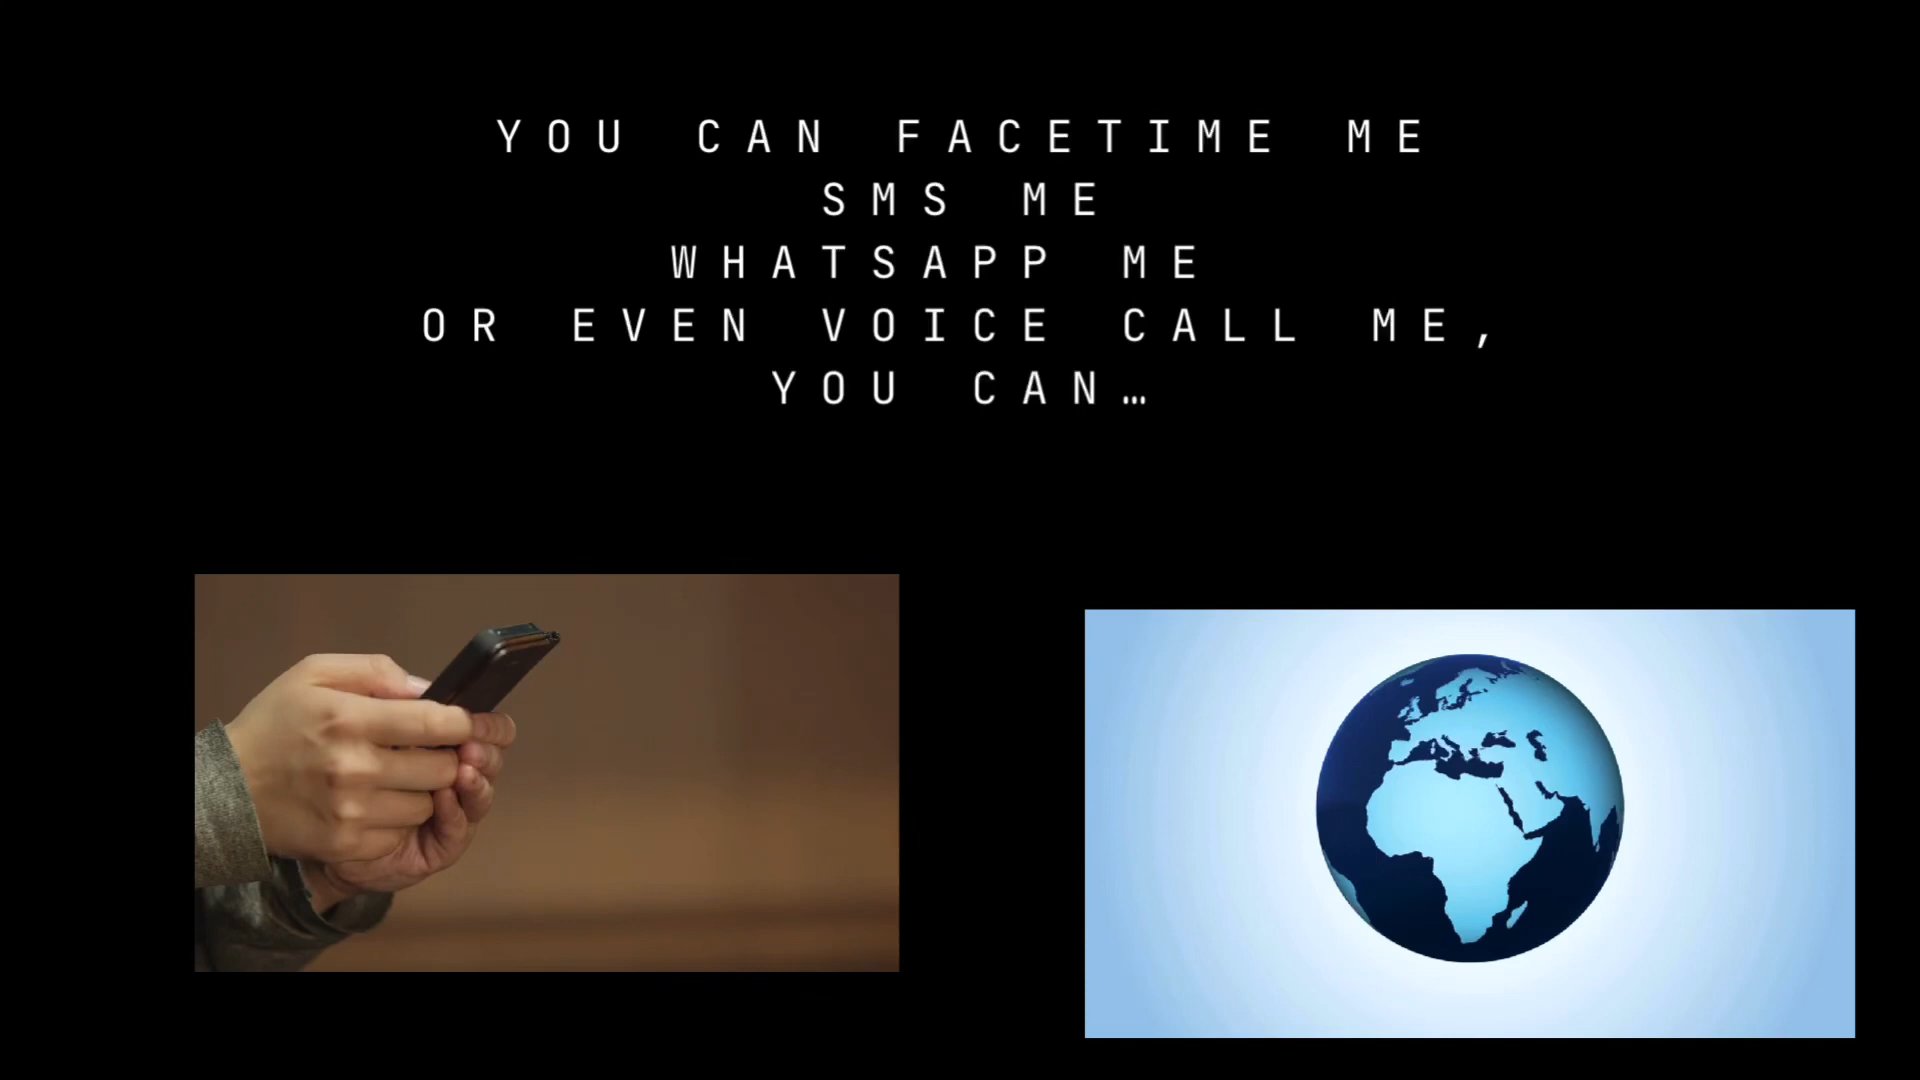 YOU CAN FACETIME ME
SMS ME
WHATSAPP ME
OR EVEN VOICE CALL ME,
YOU CAN…